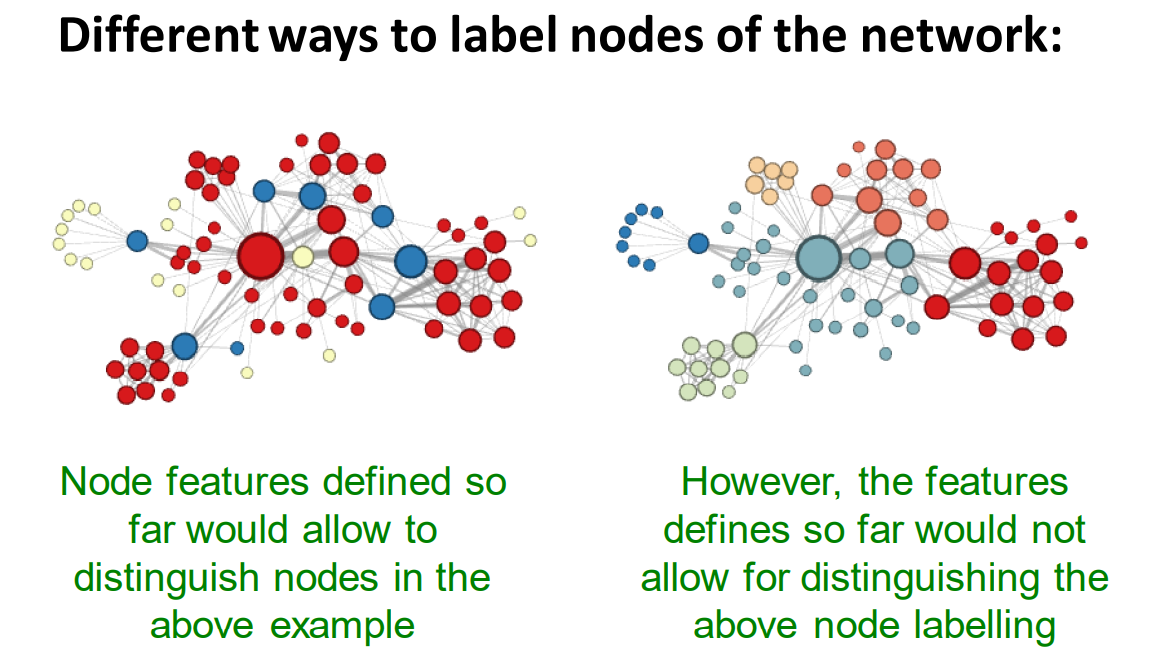 Different ways to label nodes of the network:
Node features defined so
far would allow to
distinguish nodes in the
above example
However, the features
defines so far would not
allow for distinguishing the
above node labelling